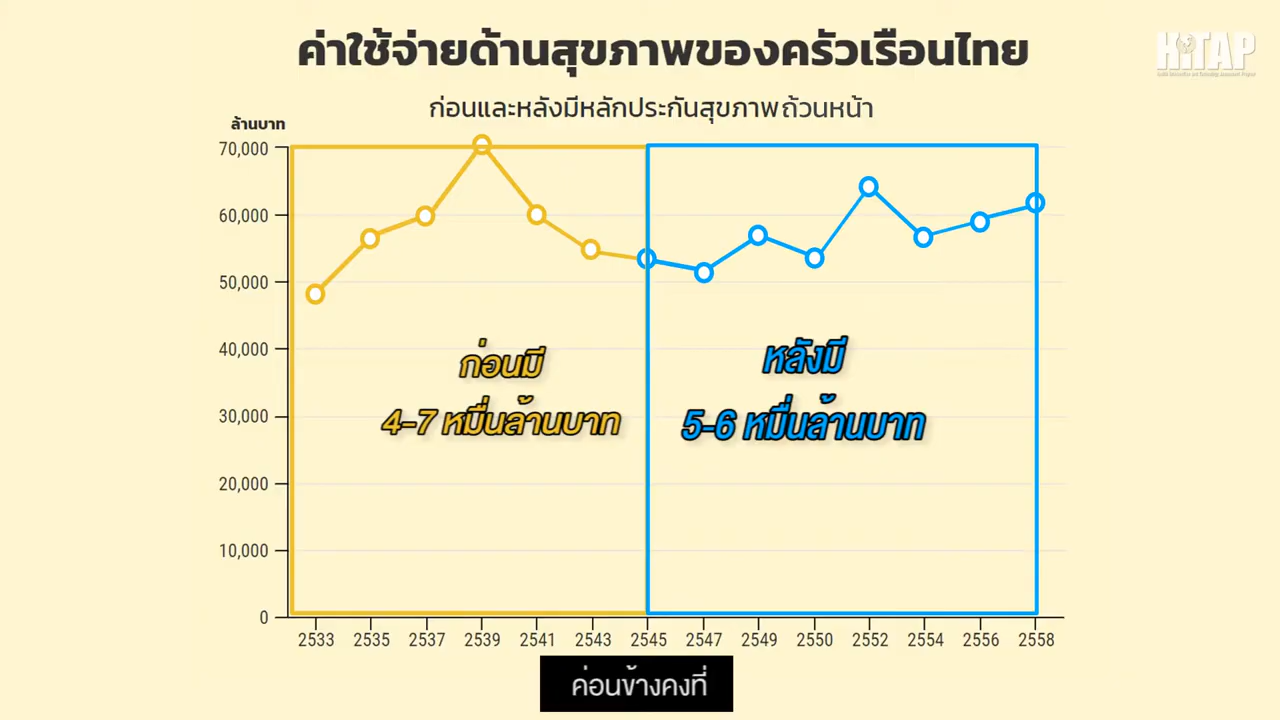 ค่าใช้จ่ายด้านสุขภาพของครัวเรือนไทย
HITAP
ก่อนและหลังมีหลักประกันสุขภาพถ้วนหน้า
ล้านบาท
70,000
60,000
50,000
40,000
30,000
20,000
10,000
0
ก่อนมี
4-7 หมื่นล้านบาท
หลังมี
5-6 หมื่นล้านบาท
2533 2535 2537 2539 2541 2543 2545 2547 2549 2550 2552 2554 2556 2558
ค่อนข้างคงที่